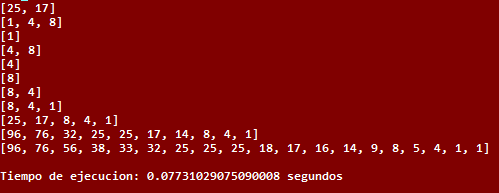 [25, 17]
[1, 4, 8]
[1]
[4, 8]
[4]
[8]
[8, 4]
[8, 4, 1]
[25, 17, 8, 4, 1]
[96, 76, 32, 25, 25, 17, 14, 8, 4, 1]
[96, 76, 56, 38, 33, 32, 25, 25, 25, 18, 17, 16, 14, 9, 8, 5, 4, 1, 1]
Tiempo de ejecucion: 0.07731029075090008 segundos